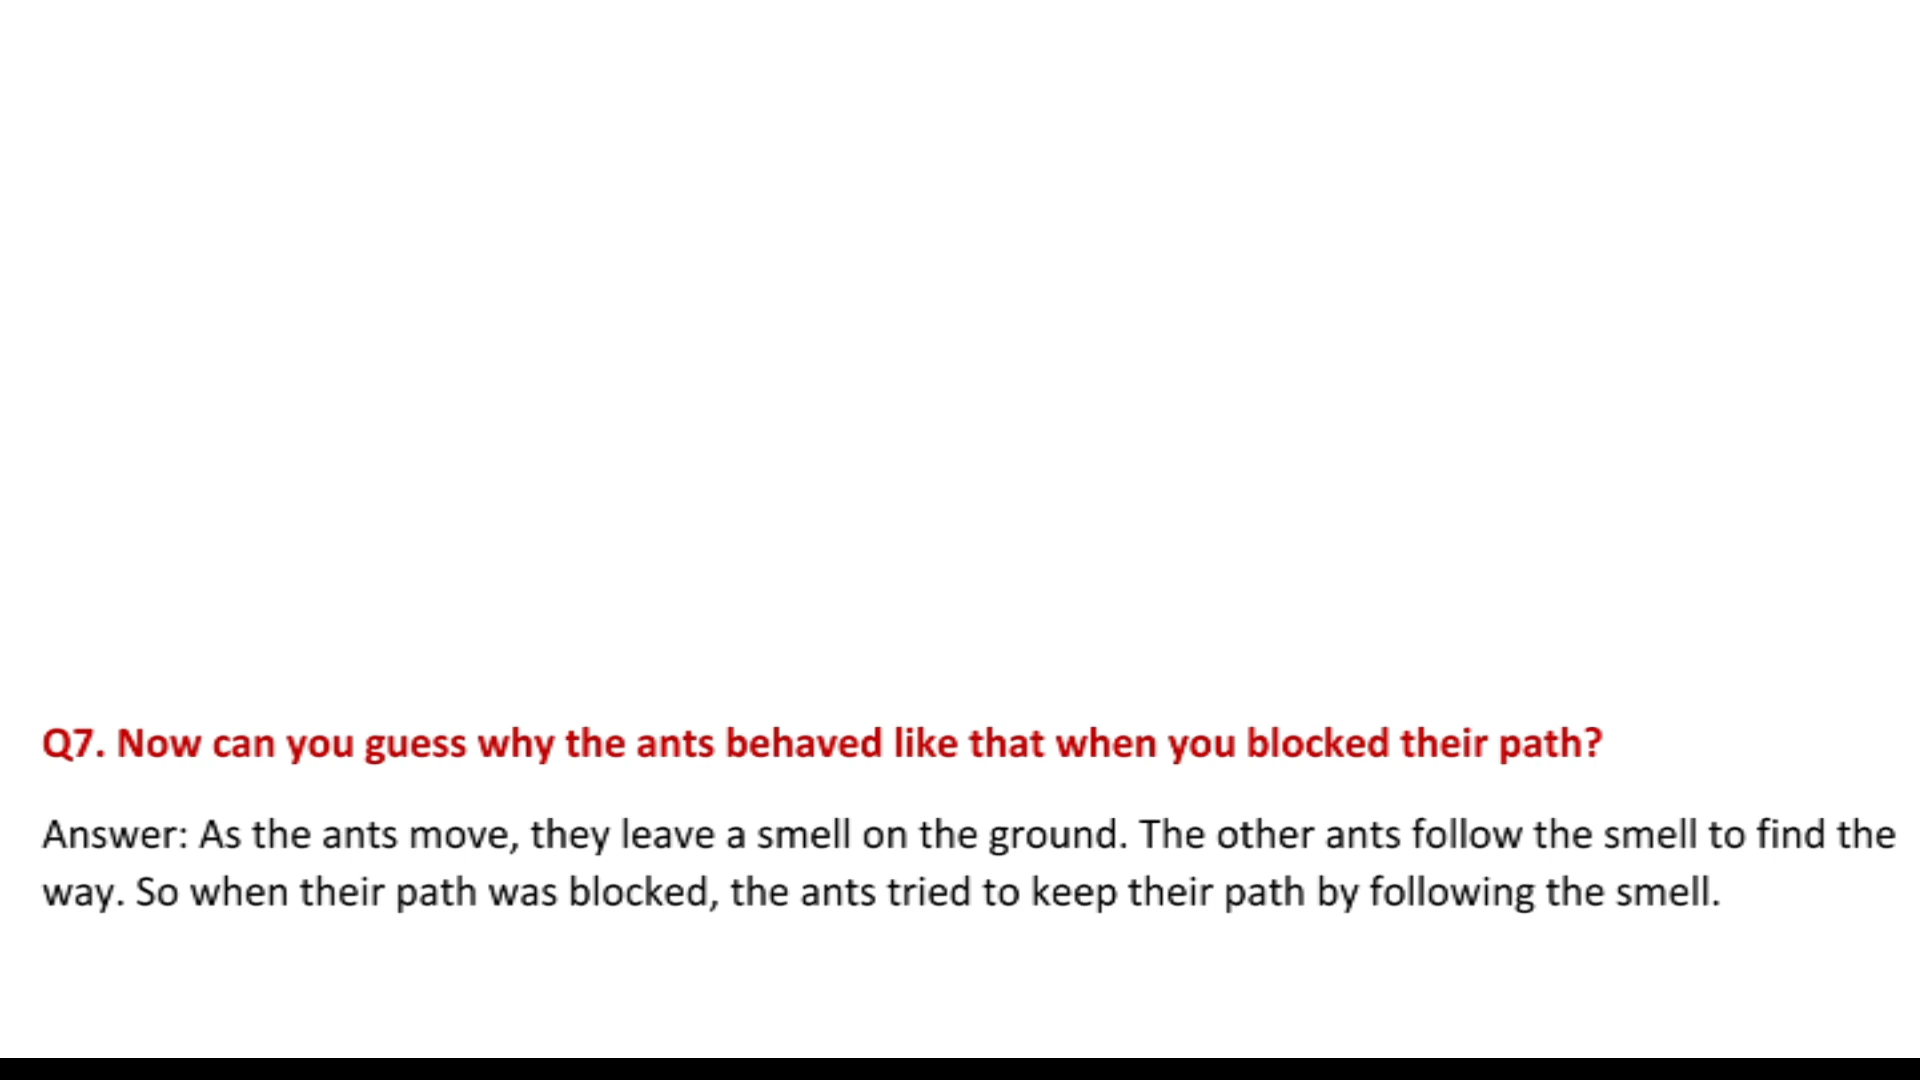 Q7. Now can you guess why the ants behaved like that when you blocked their path?
Answer: As the ants move, they leave a smell on the ground. The other ants follow the smell to find the
way. So when their path was blocked, the ants tried to keep their path by following the smell.